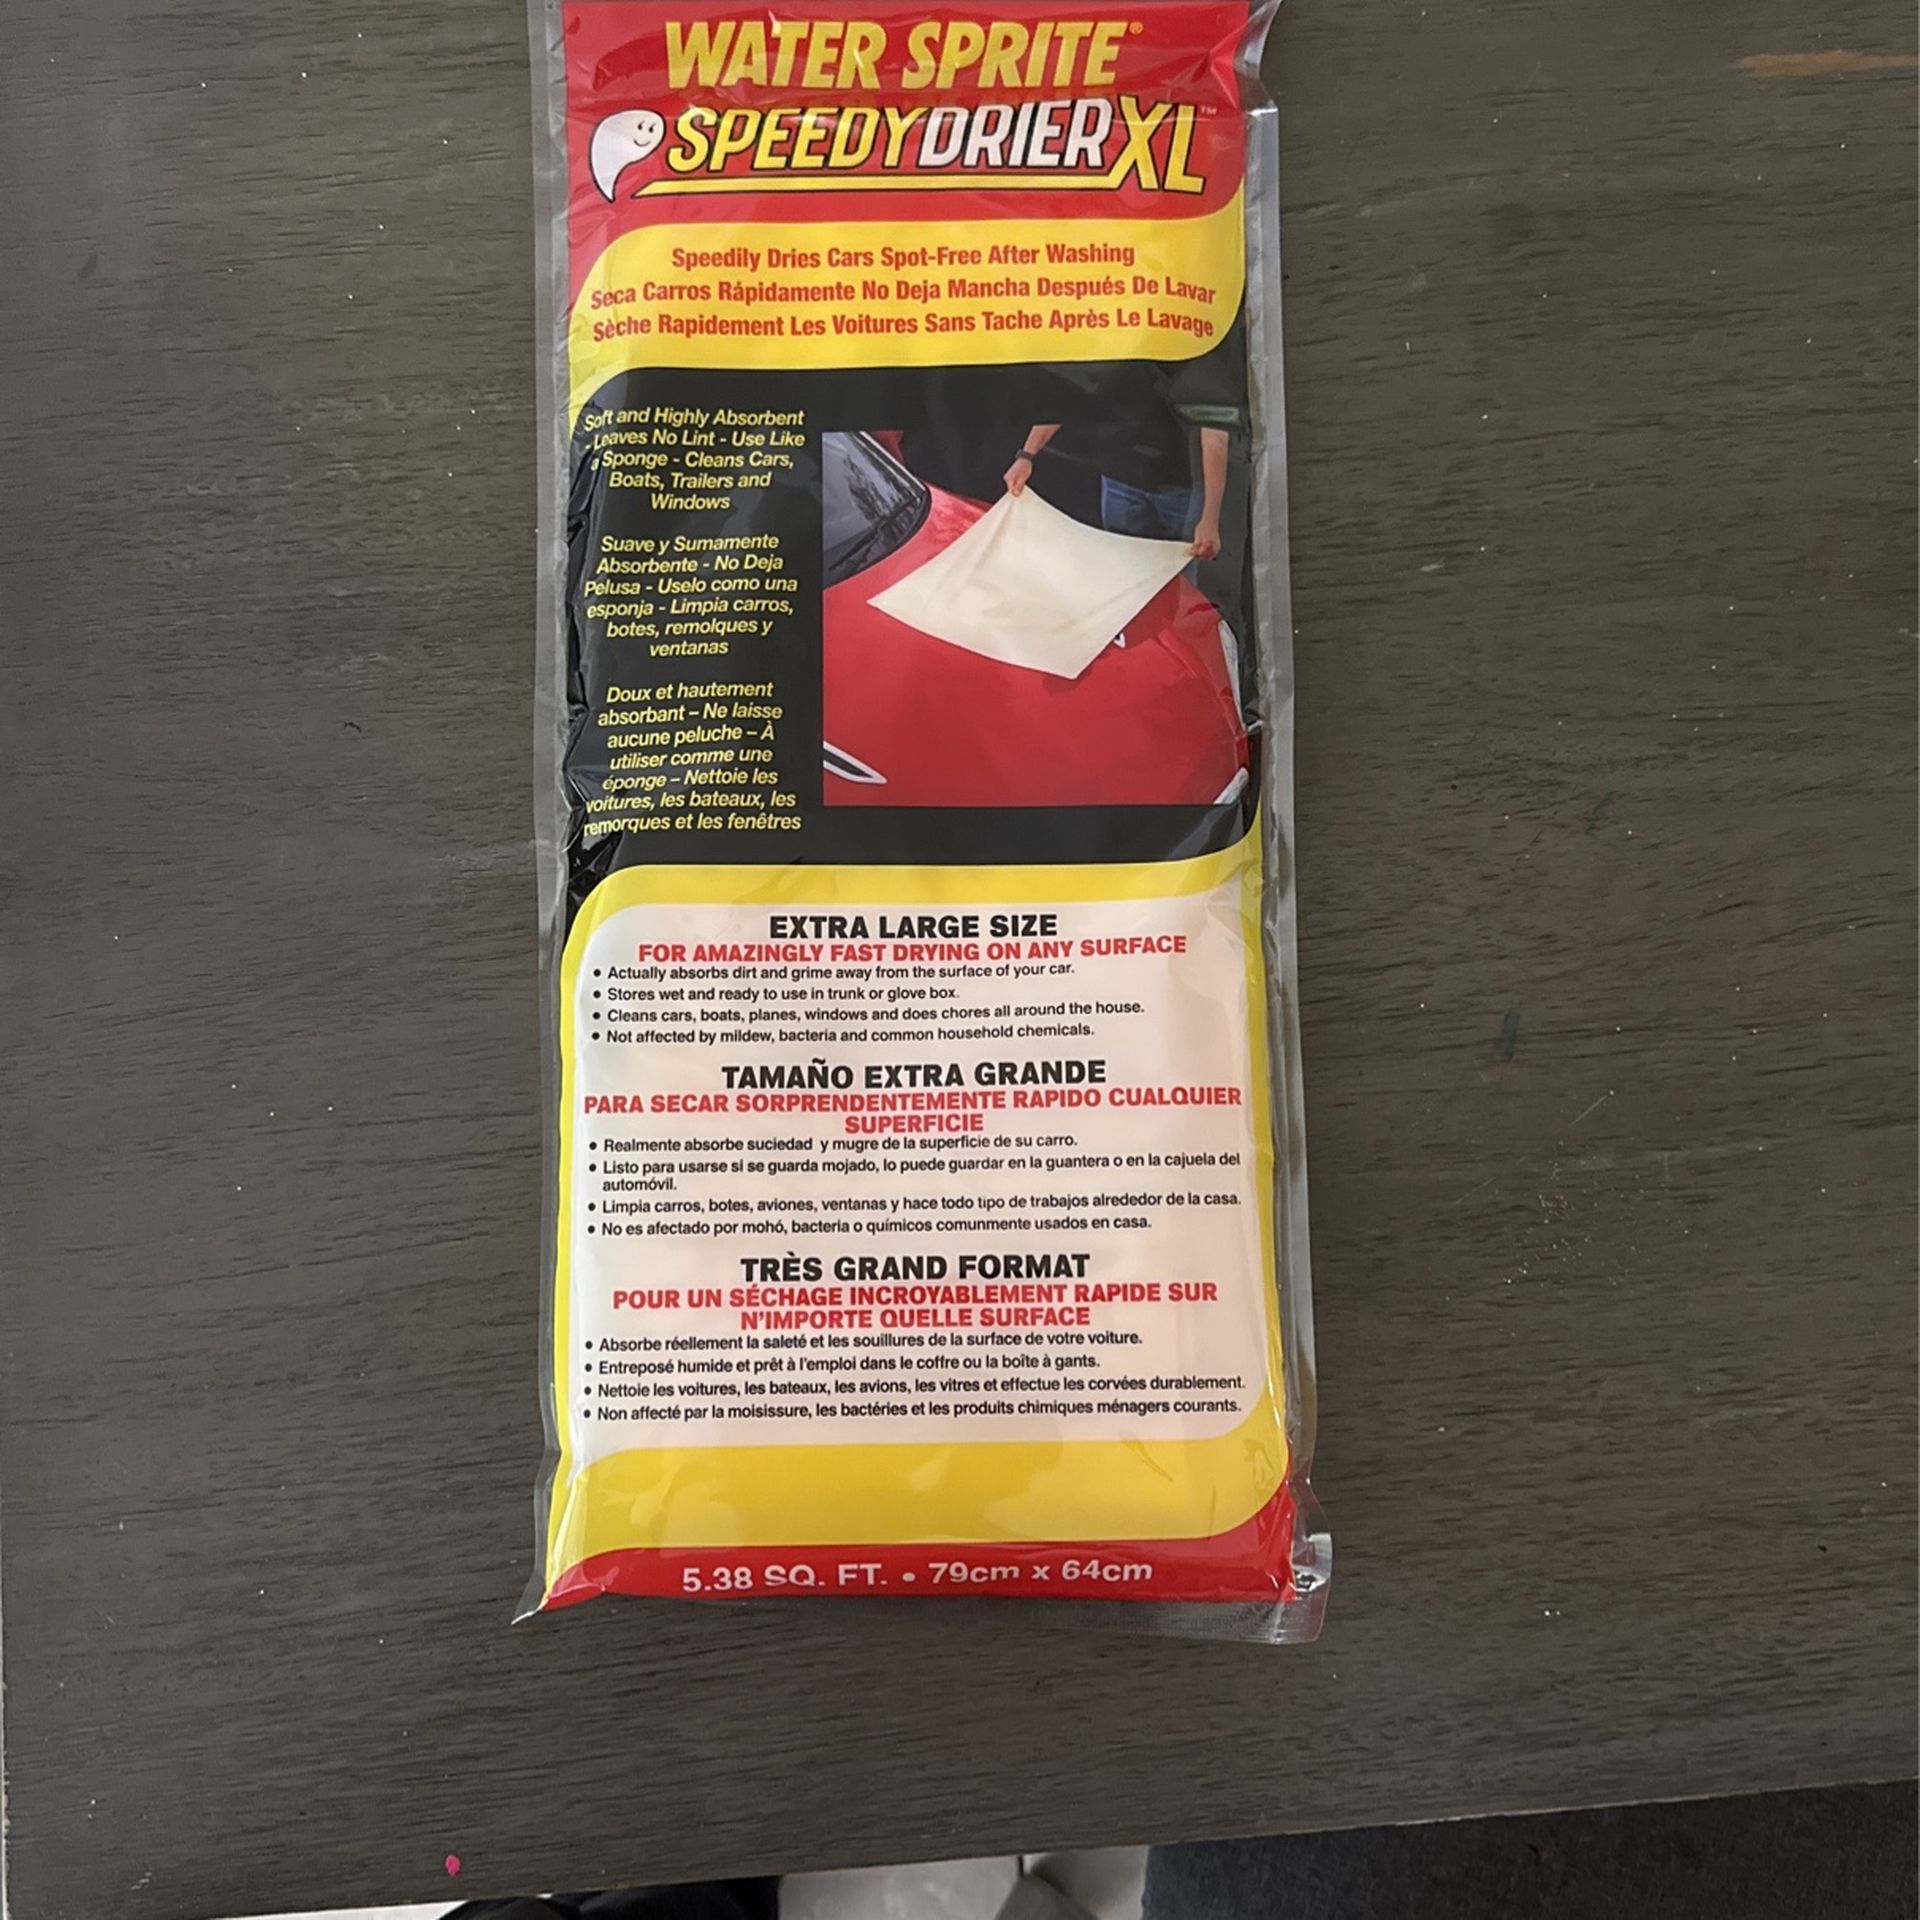 WATER SPRITE®
SPEEDYDRIERXL™
Speedily Dries Cars Spot-Free After Washing
Seca Carros Rápidamente No Deja Mancha Después De Lavar
Sèche Rapidement Les Voitures Sans Tache Après Le Lavage
Soft and Highly Absorbent
- Leaves No Lint - Use Like
a Sponge - Cleans Cars,
Boats, Trailers and
Windows
Suave y Sumamente
Absorbente - No Deja
Pelusa - Uselo como una
esponja - Limpia carros,
botes, remolques y
ventanas
Doux et hautement
absorbant – Ne laisse
aucune peluche – À
utiliser comme une
éponge – Nettoie les
voitures, les bateaux, les
remorques et les fenêtres
EXTRA LARGE SIZE
FOR AMAZINGLY FAST DRYING ON ANY SURFACE
• Actually absorbs dirt and grime away from the surface of your car.
• Stores wet and ready to use in trunk or glove box.
• Cleans cars, boats, planes, windows and does chores all around the house.
• Not affected by mildew, bacteria and common household chemicals.
TAMAÑO EXTRA GRANDE
PARA SECAR SORPRENDENTEMENTE RAPIDO CUALQUIER
SUPERFICIE
• Realmente absorbe suciedad y mugre de la superficie de su carro.
• Listo para usarse si se guarda mojado, lo puede guardar en la guantera o en la cajuela del
automóvil.
• Limpia carros, botes, aviones, ventanas y hace todo tipo de trabajos alrededor de la casa.
• No es afectado por mohó, bacteria o químicos comunmente usados en casa.
TRÈS GRAND FORMAT
POUR UN SÉCHAGE INCROYABLEMENT RAPIDE SUR
N'IMPORTE QUELLE SURFACE
• Absorbe réellement la saleté et les souillures de la surface de votre voiture.
• Entreposé humide et prêt à l'emploi dans le coffre ou la boîte à gants.
• Nettoie les voitures, les bateaux, les avions, les vitres et effectue les corvées durablement.
• Non affecté par la moisissure, les bactéries et les produits chimiques ménagers courants.
5.38 SQ. FT. • 79cm x 64cm